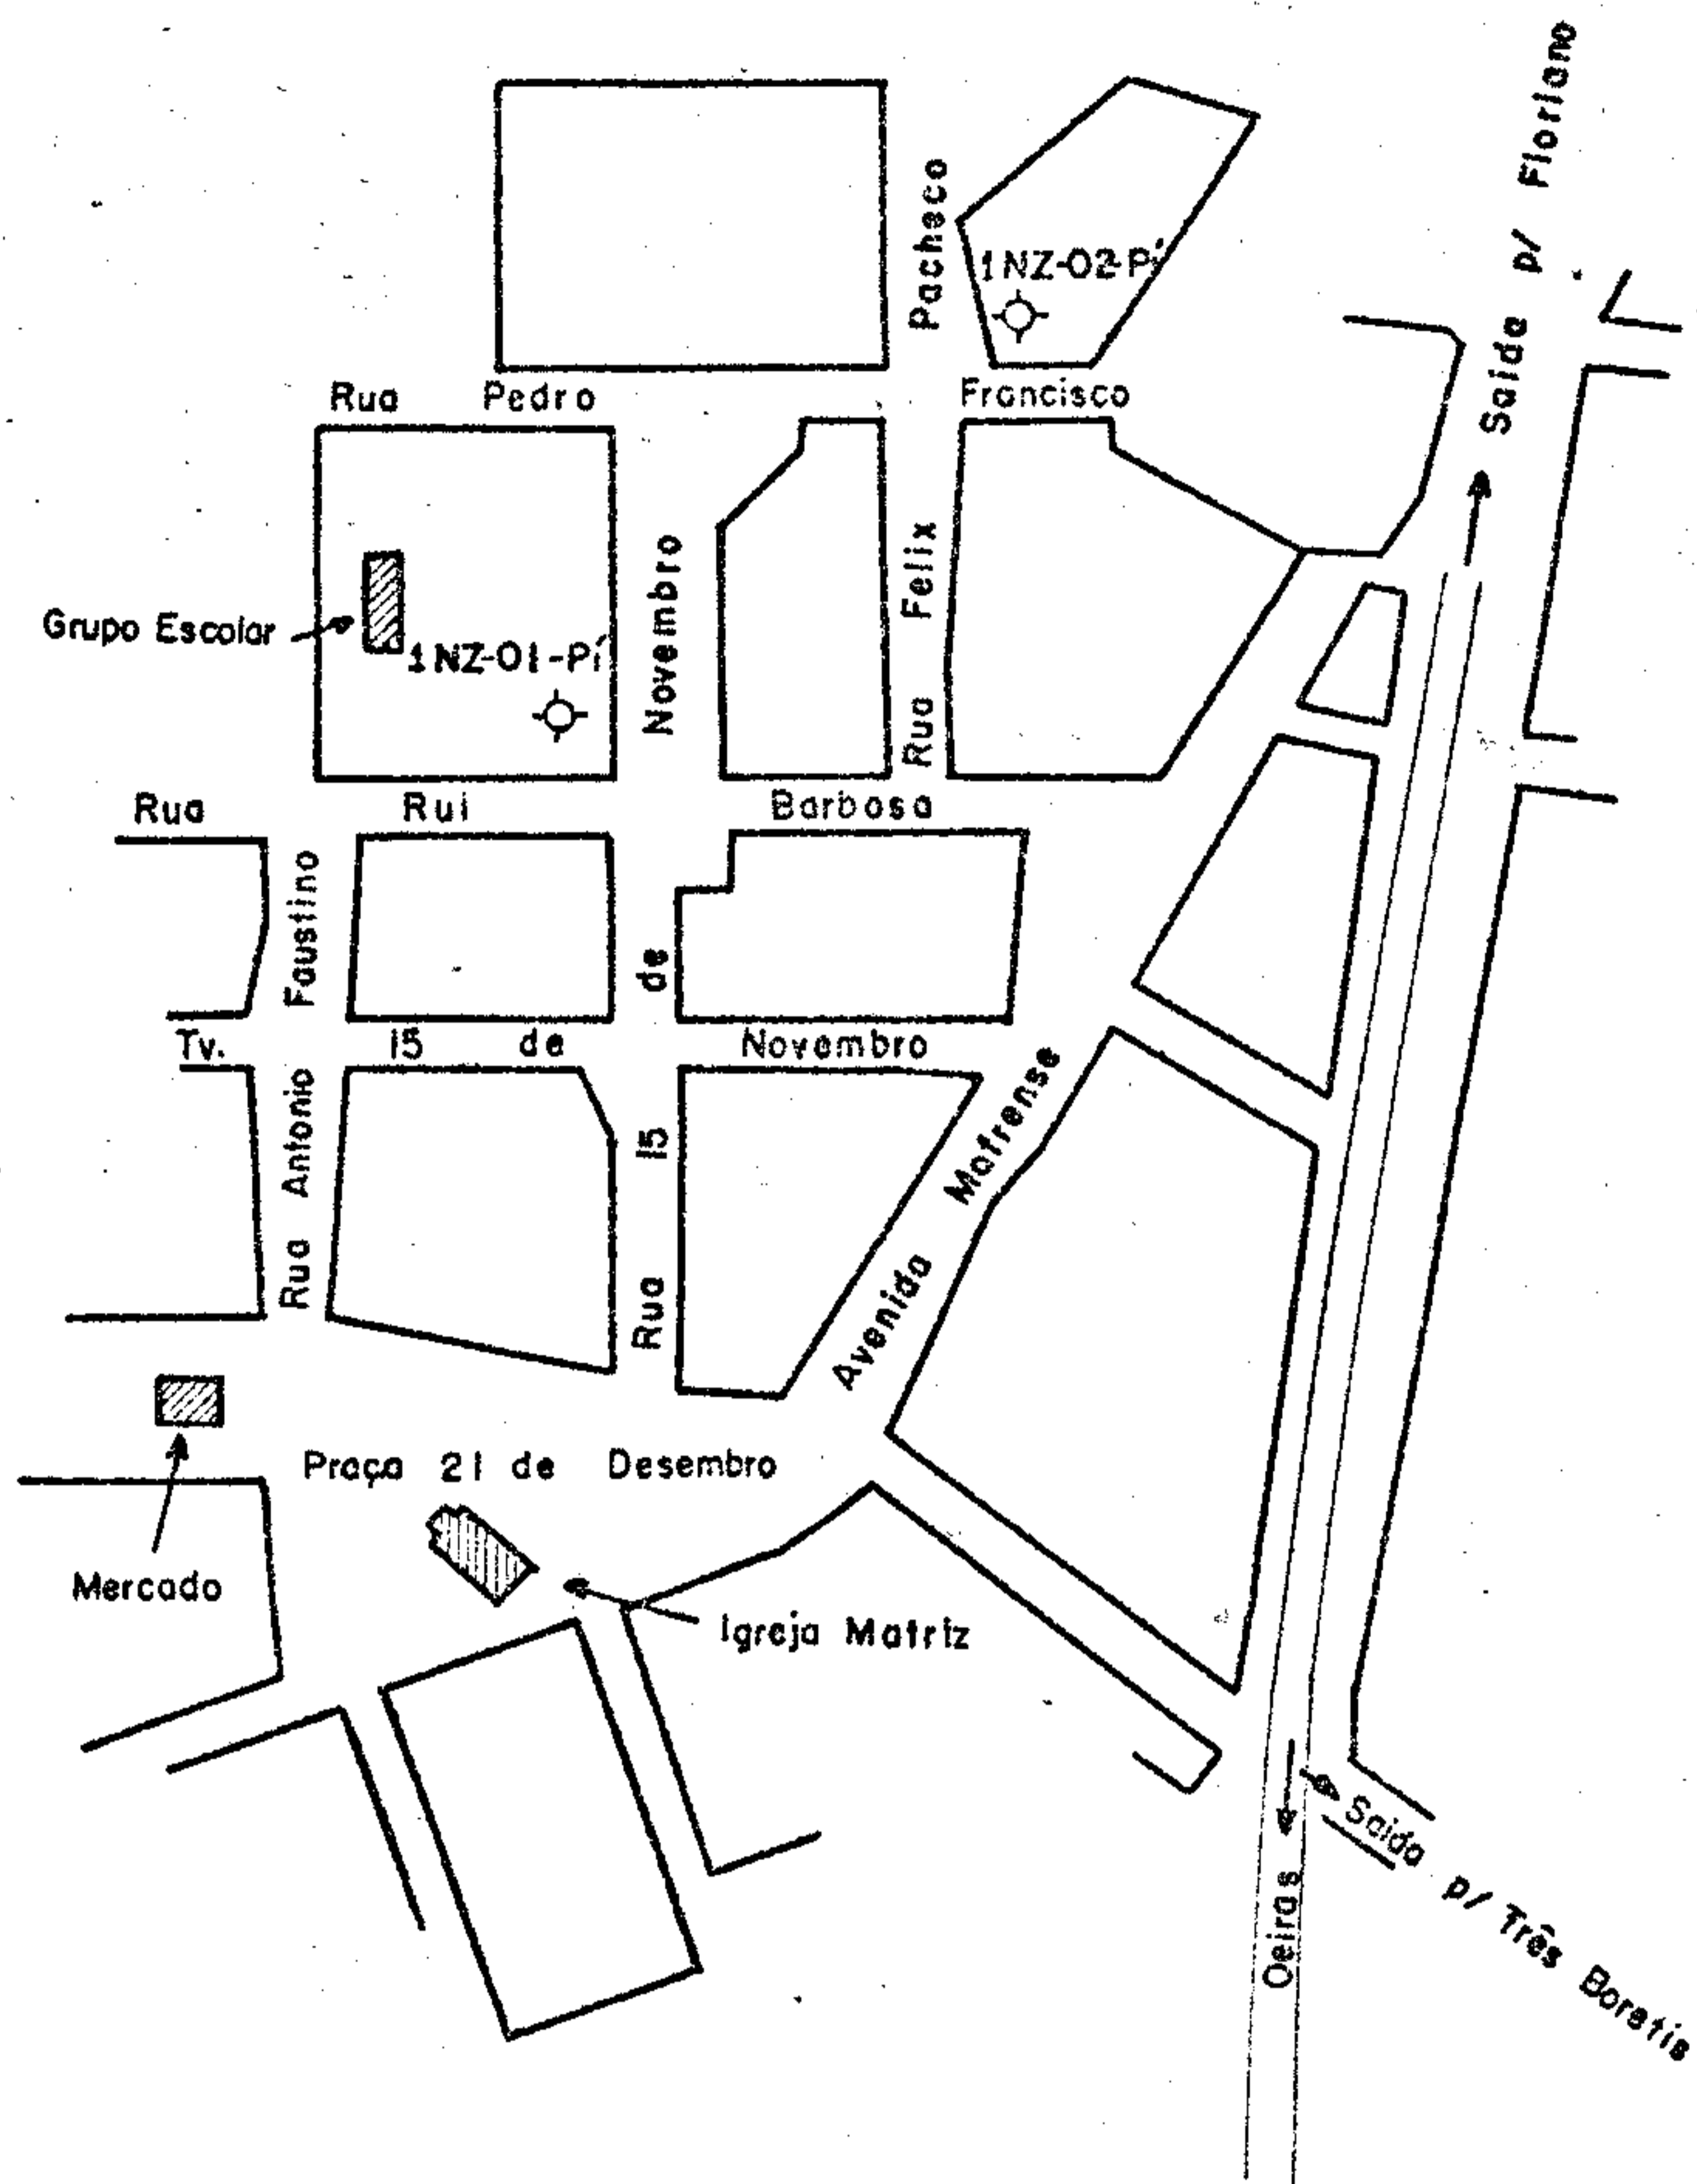 Saida p/ Floriano
Pacheco
1NZ-02-Pí
Rua Pedro Francisco
Grupo Escolar
1NZ-01-Pí
Novembro
Rua Felix
Rua Rui Barbosa
Faustino
de
Tv. 15 de Novembro
Rua Antonio
Rua 15
Avenida Mafrense
Mercado
Praça 21 de Desembro
Igreja Matriz
Oeiras
Saida p/ Três Boratis